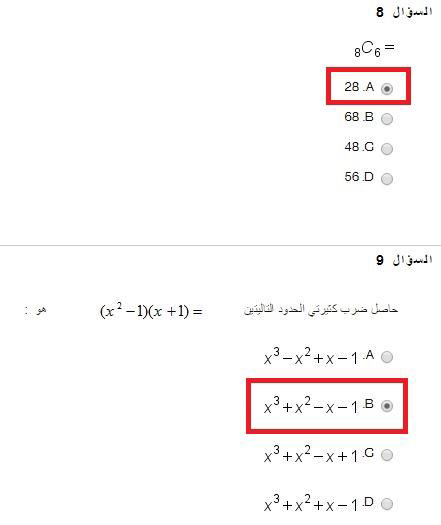 السؤال 8
₈C₆ =
28 .A
68 .B
48 .C
56 .D
السؤال 9
حاصل ضرب كثيرتي الحدود التاليتين (x² – 1)(x + 1) = هو :
x³ – x² + x – 1 .A
x³ + x² – x – 1 .B
x³ + x² – x + 1 .C
x³ + x² + x – 1 .D